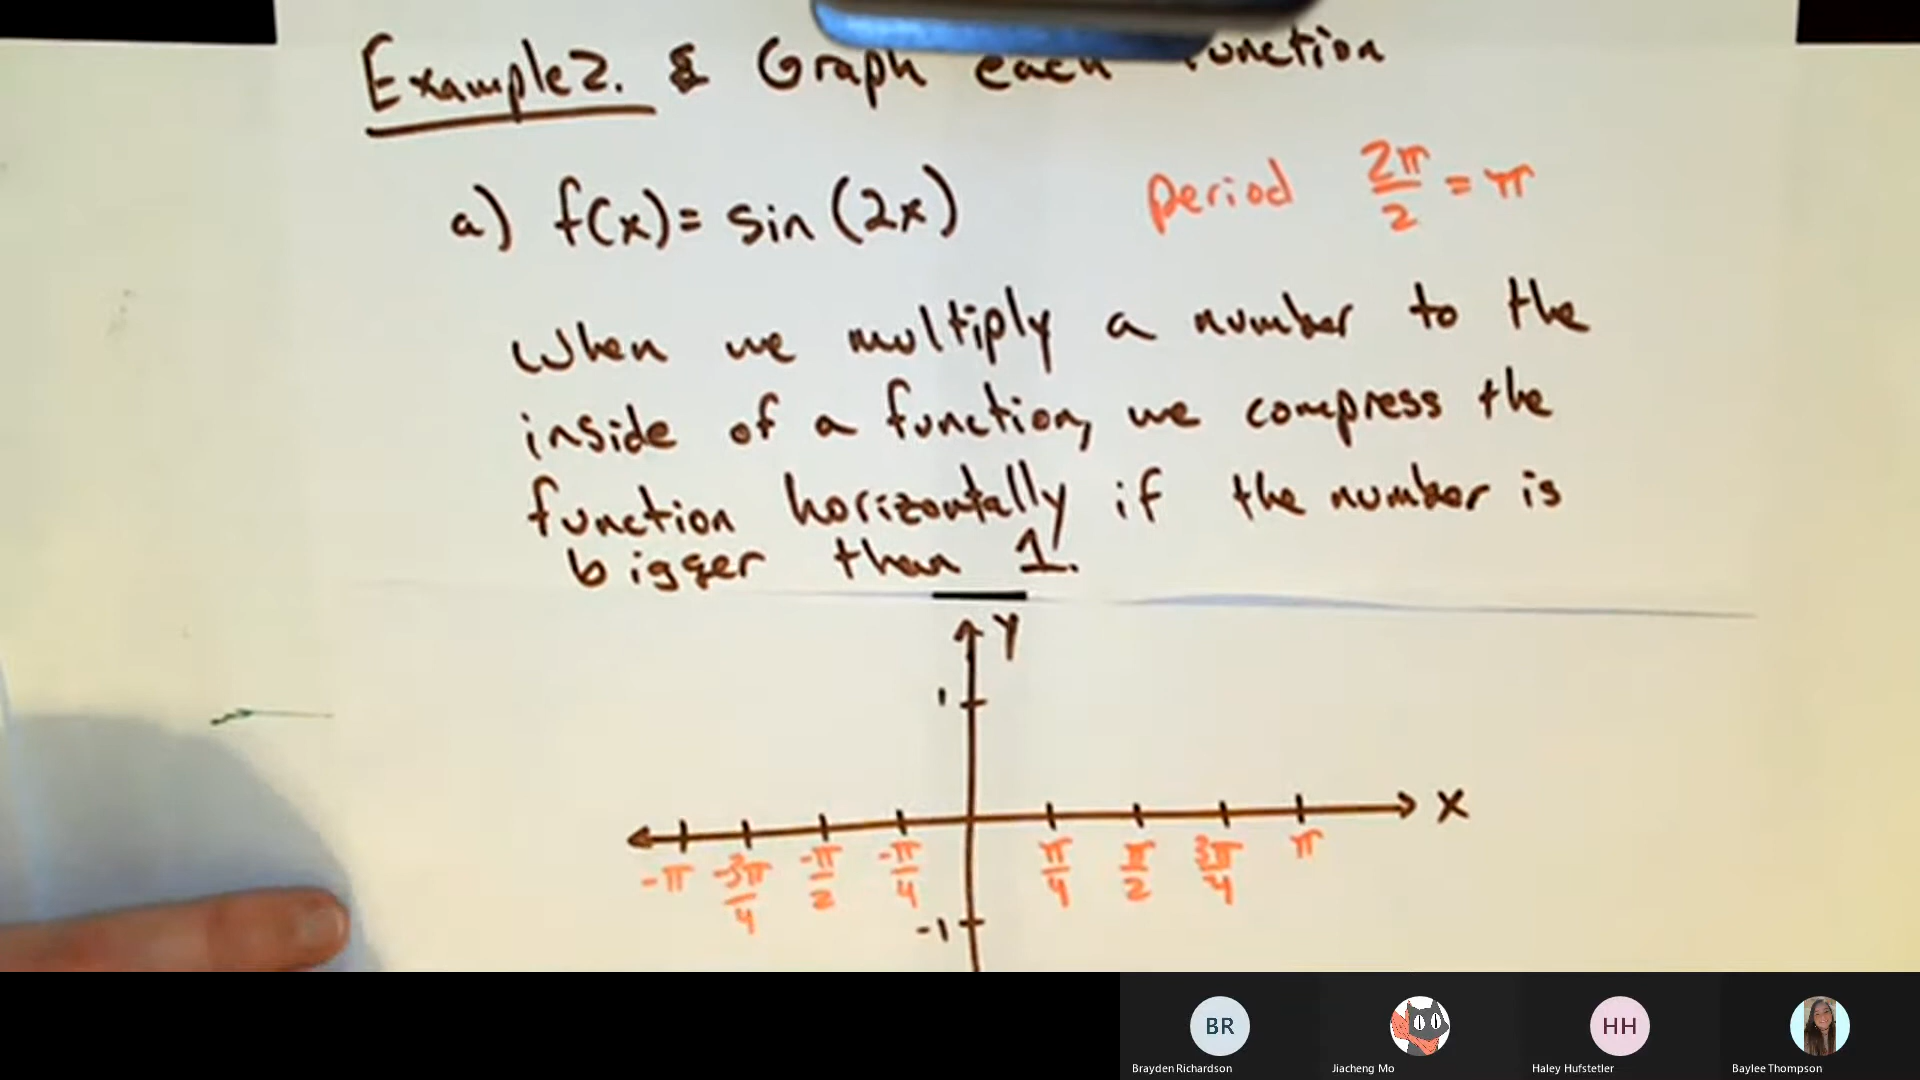 Example 2. Graph each function
a) f(x) = sin (2x) period 2π/2 = π
When we multiply a number to the
inside of a function, we compress the
function horizontally if the number is
bigger than 1.
Y
1
X
-π -3π/4 -π/2 -π/4 π/4 π/2 3π/4 π
-1
BR HH
Brayden Richardson Jiacheng Mo Haley Hufstetler Baylee Thompson